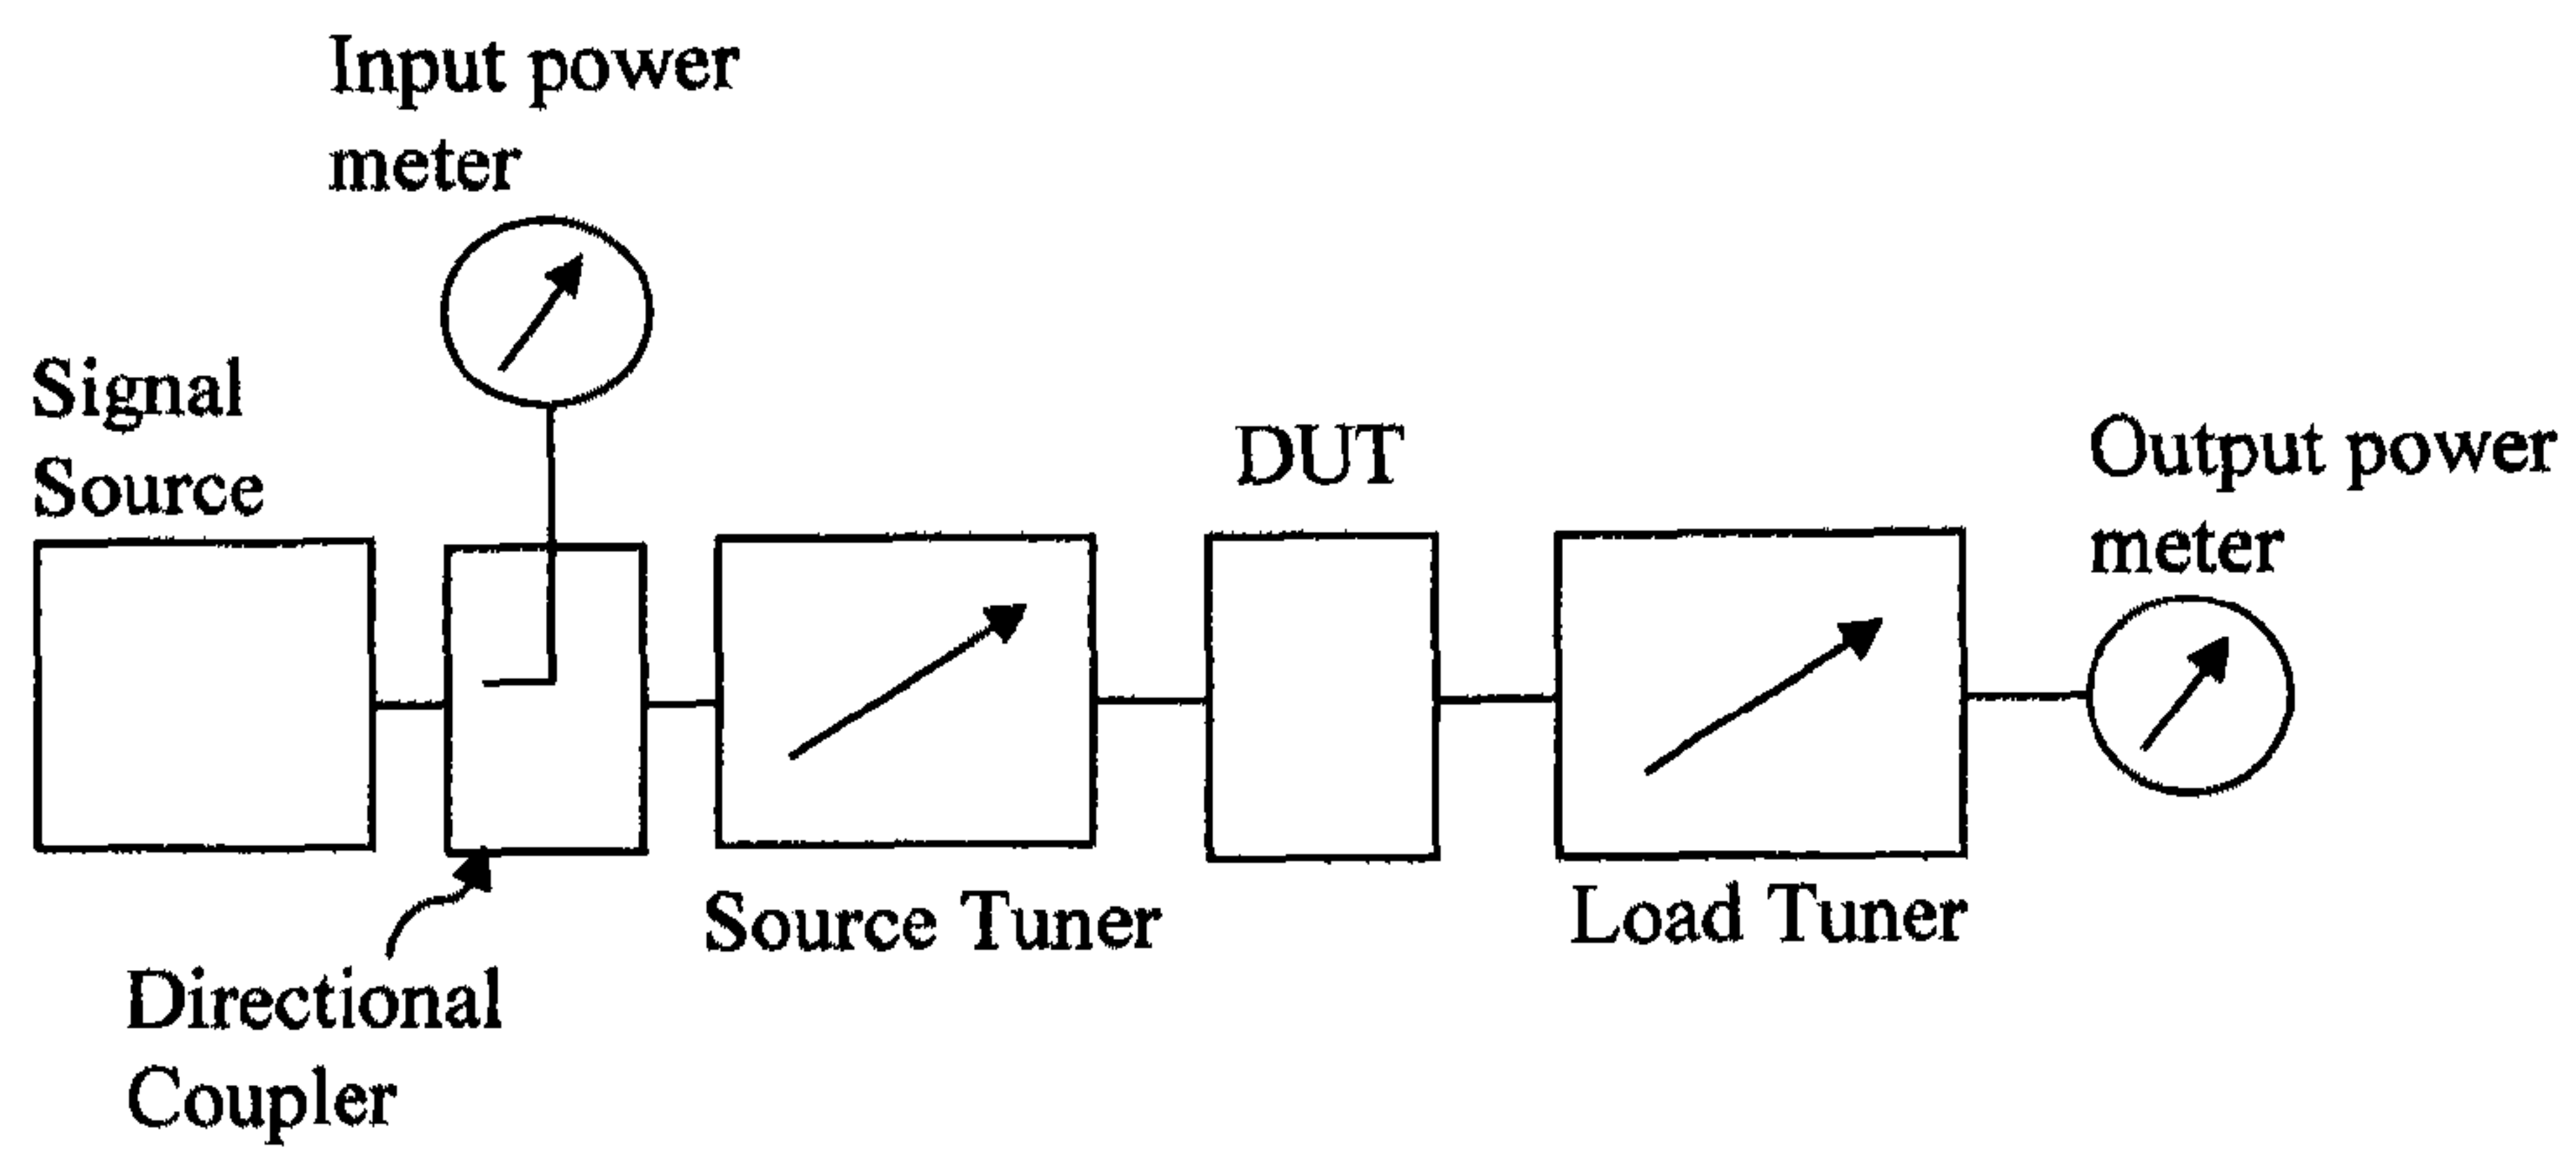 Input power
meter
Signal
Source
DUT
Output power
meter
Source Tuner
Load Tuner
Directional
Coupler